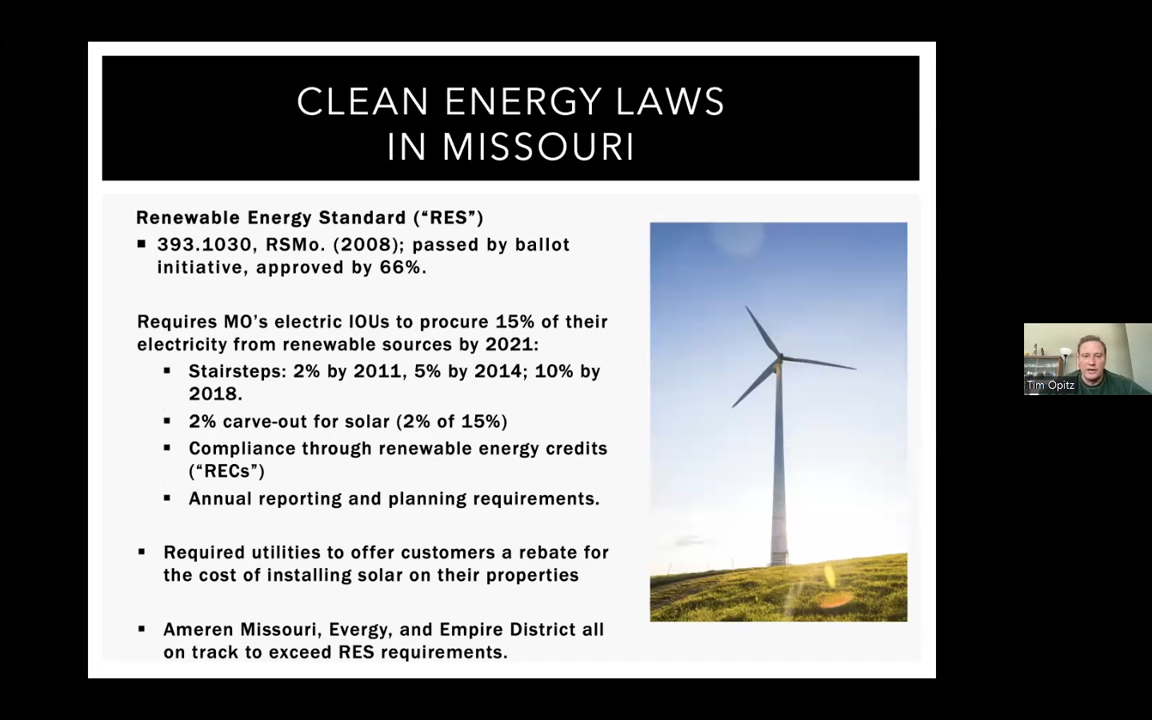 CLEAN ENERGY LAWS
IN MISSOURI
Renewable Energy Standard (“RES”)
▪ 393.1030, RSMo. (2008); passed by ballot
initiative, approved by 66%.
Requires MO’s electric IOUs to procure 15% of their
electricity from renewable sources by 2021:
▪ Stairsteps: 2% by 2011, 5% by 2014; 10% by
2018.
▪ 2% carve-out for solar (2% of 15%)
▪ Compliance through renewable energy credits
(“RECs”)
▪ Annual reporting and planning requirements.
▪ Required utilities to offer customers a rebate for
the cost of installing solar on their properties
▪ Ameren Missouri, Evergy, and Empire District all
on track to exceed RES requirements.
Tim Opitz